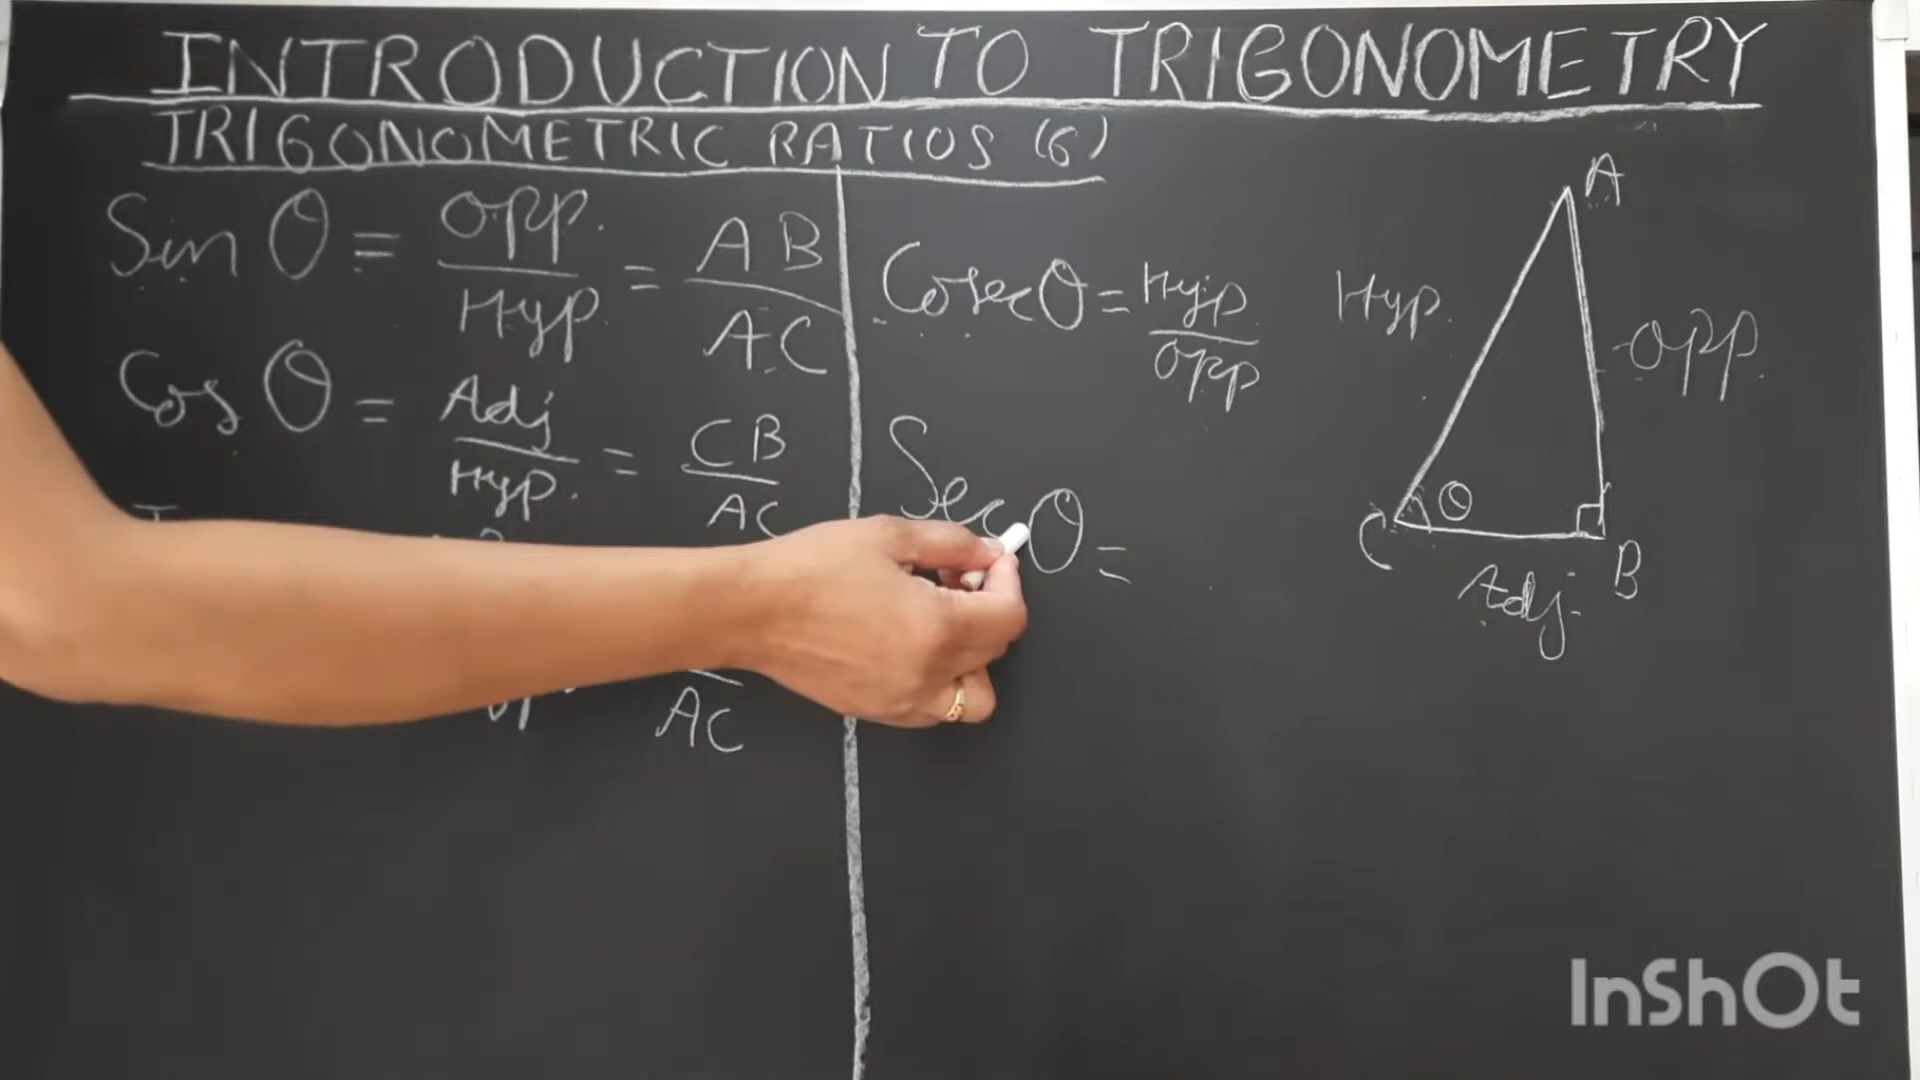 INTRODUCTION TO TRIGONOMETRY
TRIGONOMETRIC RATIOS (6)
Sin θ = opp. / Hyp. = AB / AC
Cos θ = Adj / Hyp. = CB / AC
AC
Cosec θ = Hyp. / opp
Sec θ =
A
Hyp.
opp.
θ
C
B
Adj.
InShOt